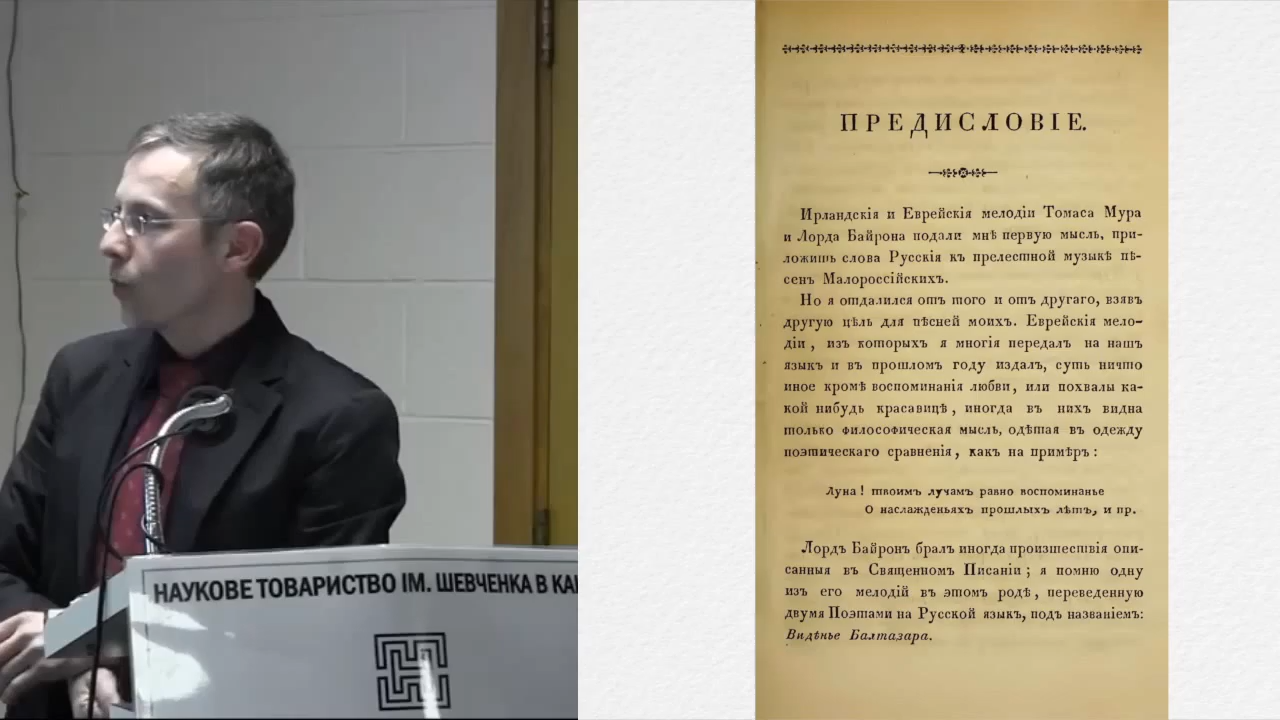 НАУКОВЕ ТОВАРИСТВО ІМ. ШЕВЧЕНКА В КА
ПРЕДИСЛОВІЕ.
Ирландскія и Еврейскія мелодіи Томаса Мура
и Лорда Байрона подали мнѣ первую мысль, при-
ложить слова Русскія къ прелестной музыкѣ пѣ-
сенъ Малороссійскихъ.
Но я отдалился отъ того и отъ другаго, взявъ
другую цѣль для пѣсней моихъ. Еврейскія мело-
діи, изъ которыхъ я многія передалъ на нашъ
языкъ и въ прошломъ году издалъ, суть ничто
иное кромѣ воспоминанія любви, или похвалы ка-
кой нибудь красавицѣ, иногда въ нихъ видна
только философическая мысль, одѣтая въ одежду
поэтическаго сравненія, какъ на примѣръ:
Луна! твоимъ лучамъ равно воспоминанье
О наслажденьяхъ прошлыхъ лѣтъ, и пр.
Лордъ Байронъ бралъ иногда произшествія опи-
санныя въ Священномъ Писаніи; я помню одну
изъ его мелодій въ этомъ родѣ, переведенную
двумя Поэтами на Русской языкъ, подъ названіемъ:
Видѣнье Балтазара.